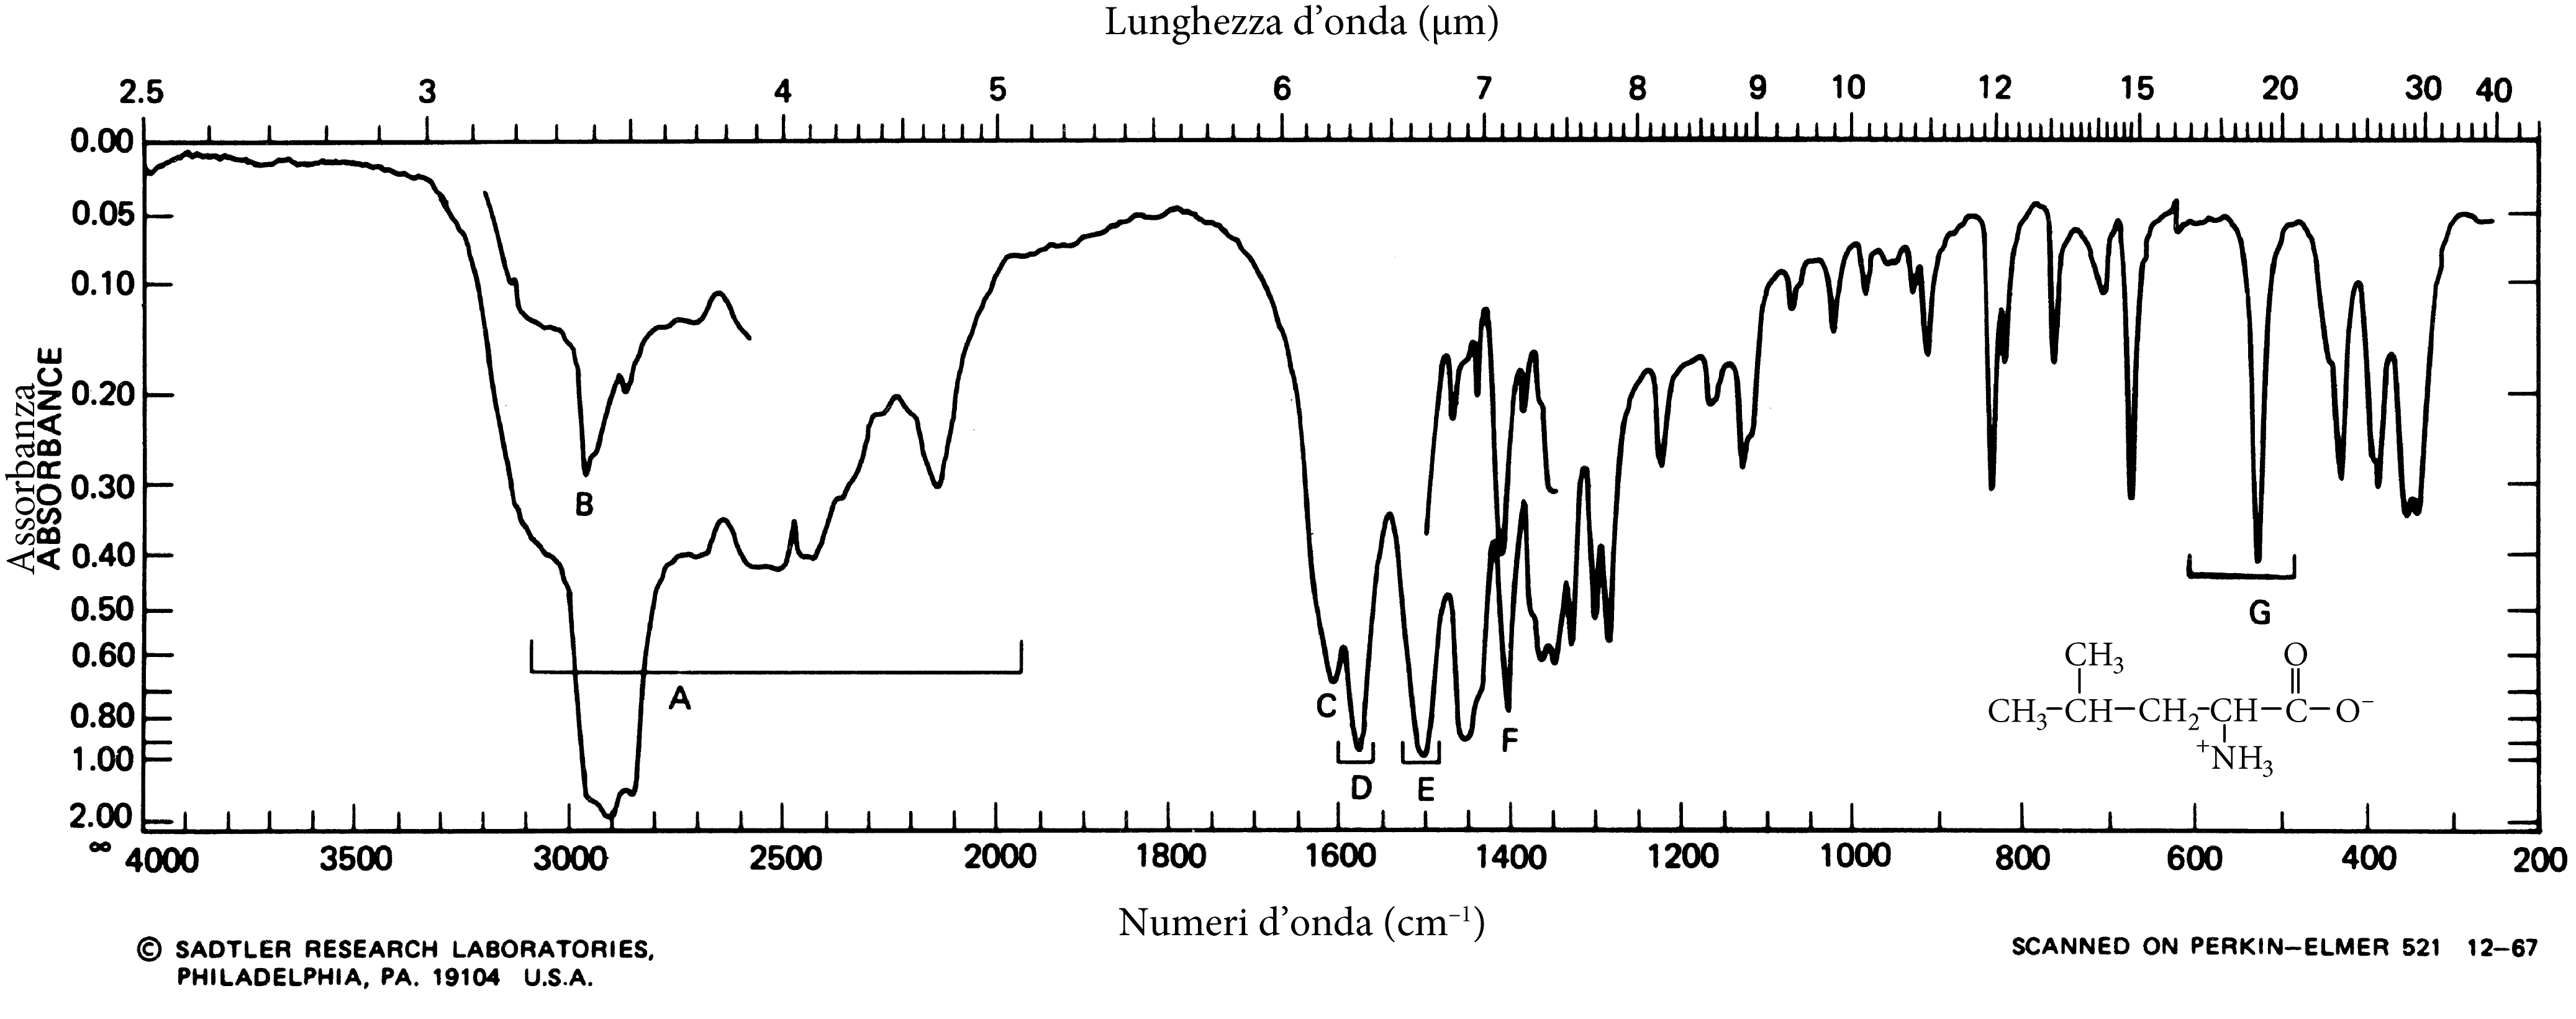 Lunghezza d’onda (μm)
2.5 3 4 5 6 7 8 9 10 12 15 20 30 40
0.00
0.05
0.10
0.20
0.30
0.40
0.50
0.60
0.80
1.00
2.00
∞
Assorbanza
ABSORBANCE
A
B
C
D
E
F
G
CH₃ O
CH₃–CH–CH₂–CH–C–O⁻
⁺NH₃
4000 3500 3000 2500 2000 1800 1600 1400 1200 1000 800 600 400 200
Numeri d’onda (cm⁻¹)
© SADTLER RESEARCH LABORATORIES,
PHILADELPHIA, PA. 19104 U.S.A.
SCANNED ON PERKIN–ELMER 521 12–67